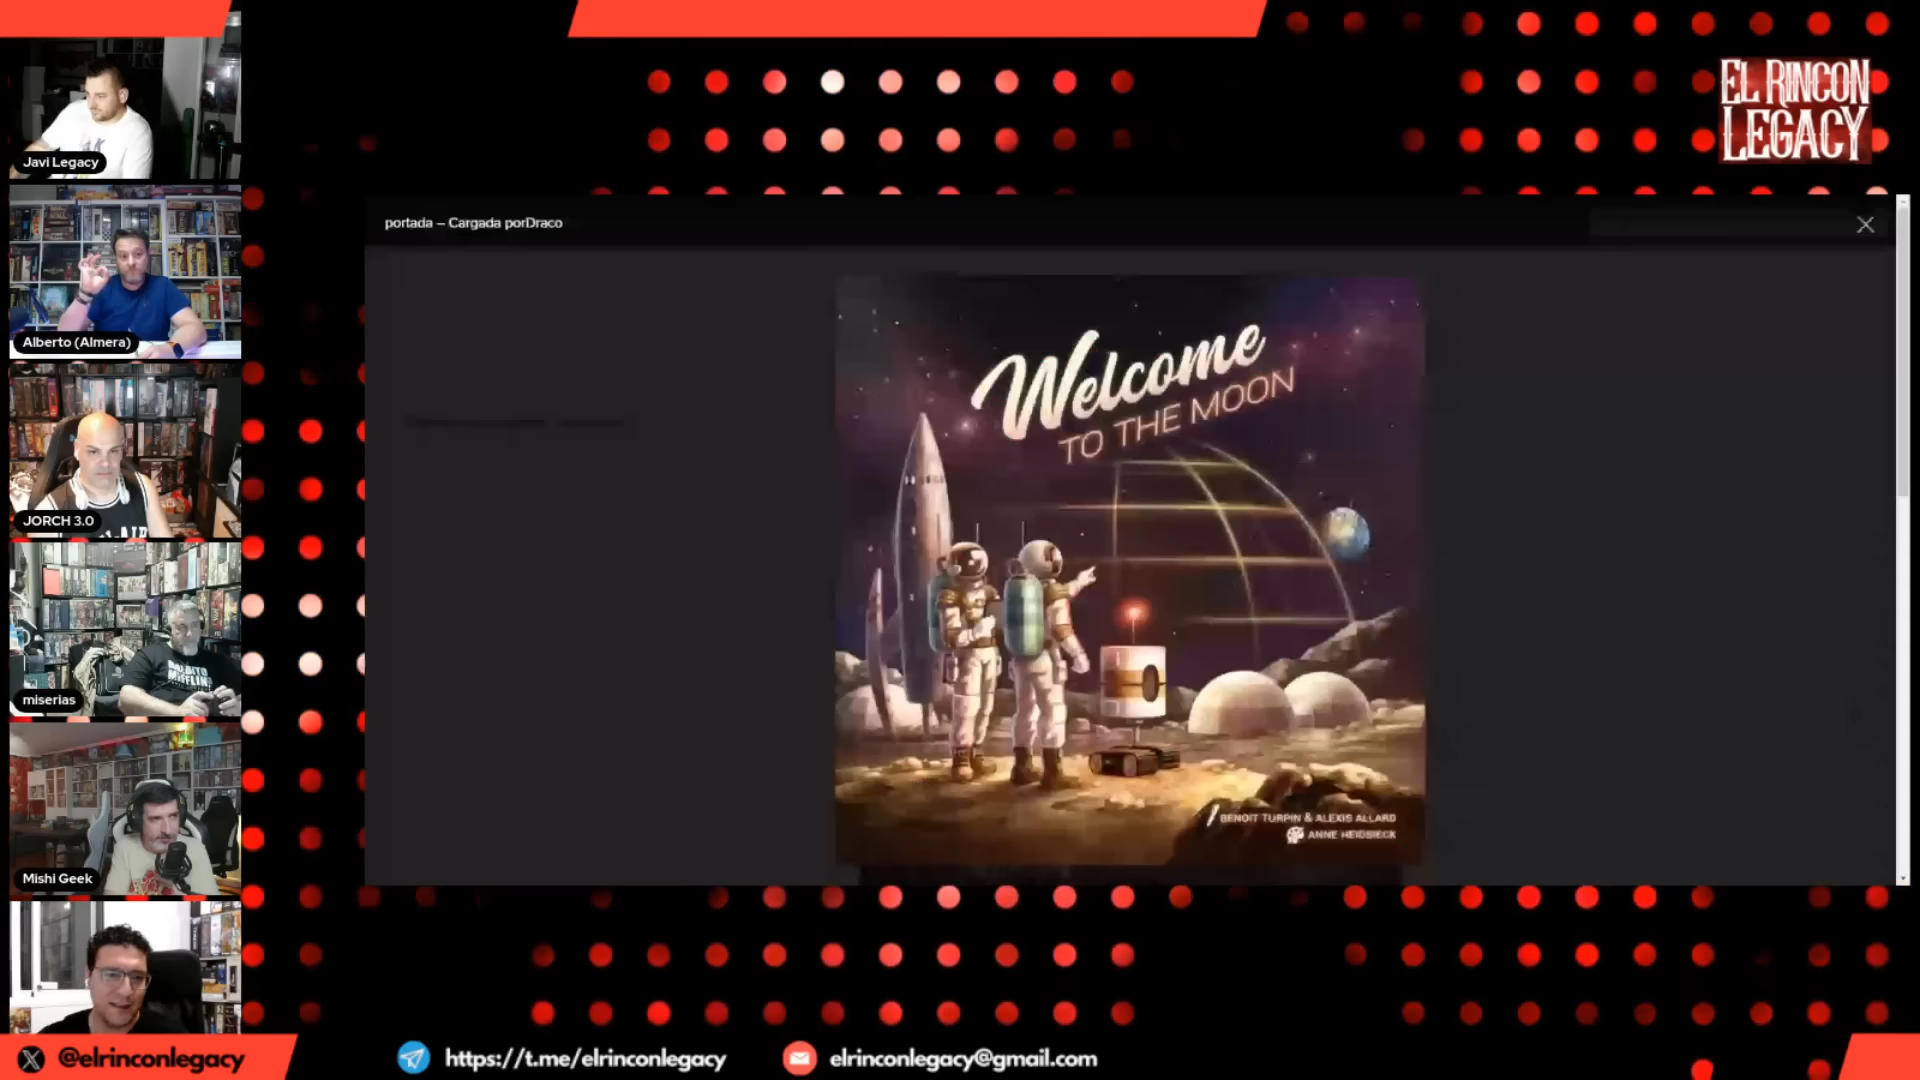 EL RINCON
LEGACY
Javi Legacy
Alberto (Almera)
JORCH 3.0
miserias
Mishi Geek
portada – Cargada porDraco
Welcome
TO THE MOON
BENOIT TURPIN & ALEXIS ALLARD
ANNE HEIDSIECK
@elrinconlegacy
https://t.me/elrinconlegacy
elrinconlegacy@gmail.com